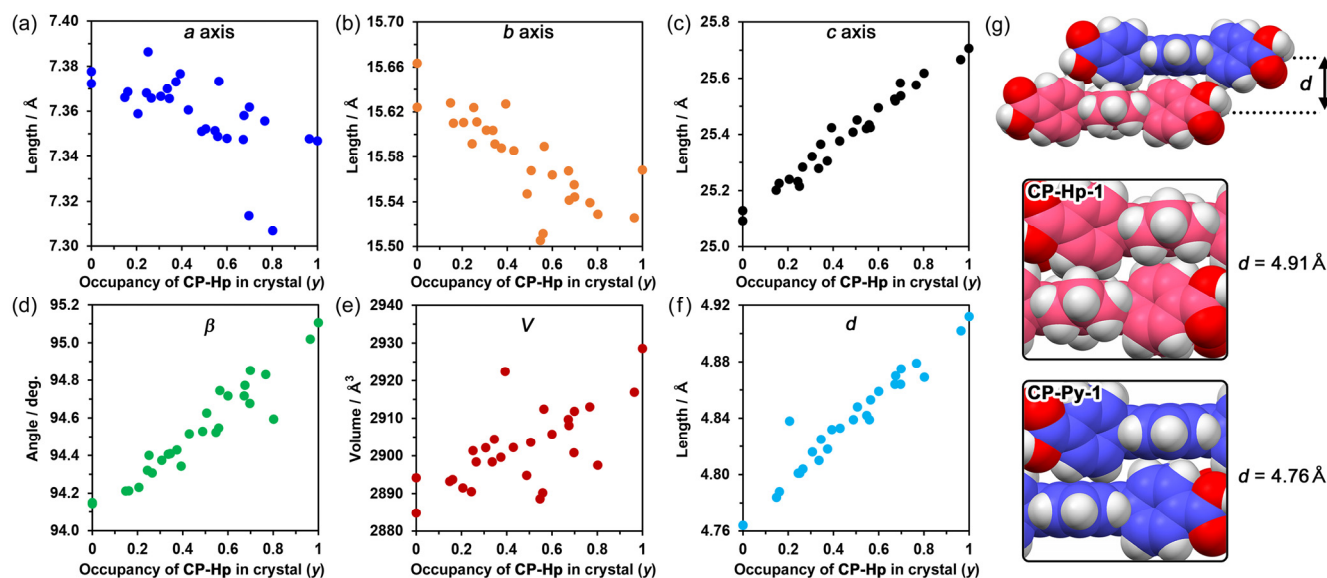 (a)
a axis
Length / Å
7.40
7.38
7.36
7.34
7.32
7.30
0 0.2 0.4 0.6 0.8 1
Occupancy of CP-Hp in crystal (y)
(b)
b axis
Length / Å
15.70
15.66
15.62
15.58
15.54
15.50
0 0.2 0.4 0.6 0.8 1
Occupancy of CP-Hp in crystal (y)
(c)
c axis
Length / Å
25.8
25.6
25.4
25.2
25.0
0 0.2 0.4 0.6 0.8 1
Occupancy of CP-Hp in crystal (y)
(d)
β
Angle / deg.
95.2
95.0
94.8
94.6
94.4
94.2
94.0
0 0.2 0.4 0.6 0.8 1
Occupancy of CP-Hp in crystal (y)
(e)
V
Volume / Å3
2940
2930
2920
2910
2900
2890
2880
0 0.2 0.4 0.6 0.8 1
Occupancy of CP-Hp in crystal (y)
(f)
d
Length / Å
4.92
4.88
4.84
4.80
4.76
0 0.2 0.4 0.6 0.8 1
Occupancy of CP-Hp in crystal (y)
(g)
d
CP-Hp-1
d = 4.91 Å
CP-Py-1
d = 4.76 Å